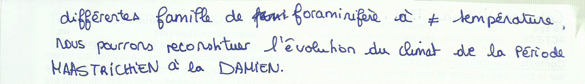 différentes famille de foraminifère à ≠ température,
nous pourrons reconstituer l'évolution du climat de la PÉRIODE
MAASTRICHIEN à la DAMIEN.